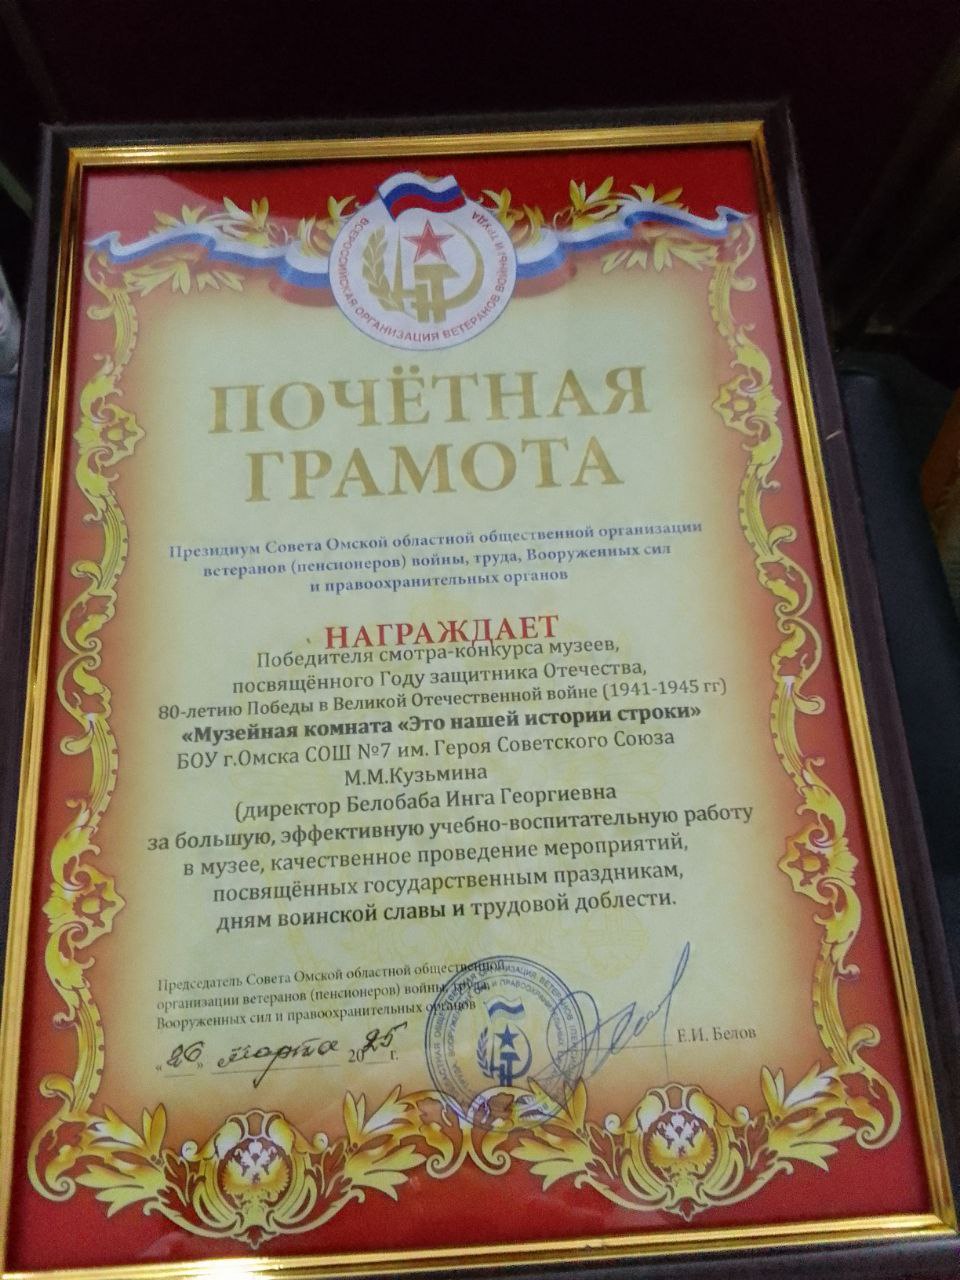 ВСЕРОССИЙСКАЯ ОРГАНИЗАЦИЯ ВЕТЕРАНОВ ВОЙНЫ И ТРУДА
ПОЧЁТНАЯ
ГРАМОТА
Президиум Совета Омской областной общественной организации
ветеранов (пенсионеров) войны, труда, Вооруженных сил
и правоохранительных органов
НАГРАЖДАЕТ
Победителя смотра-конкурса музеев,
посвящённого Году защитника Отечества,
80-летию Победы в Великой Отечественной войне (1941-1945 гг)
«Музейная комната «Это нашей истории строки»
БОУ г.Омска СОШ №7 им. Героя Советского Союза
М.М.Кузьмина
(директор Белобаба Инга Георгиевна
за большую, эффективную учебно-воспитательную работу
в музее, качественное проведение мероприятий,
посвящённых государственным праздникам,
дням воинской славы и трудовой доблести.
Председатель Совета Омской областной общественной
организации ветеранов (пенсионеров) войны, труда,
Вооруженных сил и правоохранительных органов
«26» марта 2025 г.
Е.И. Белов